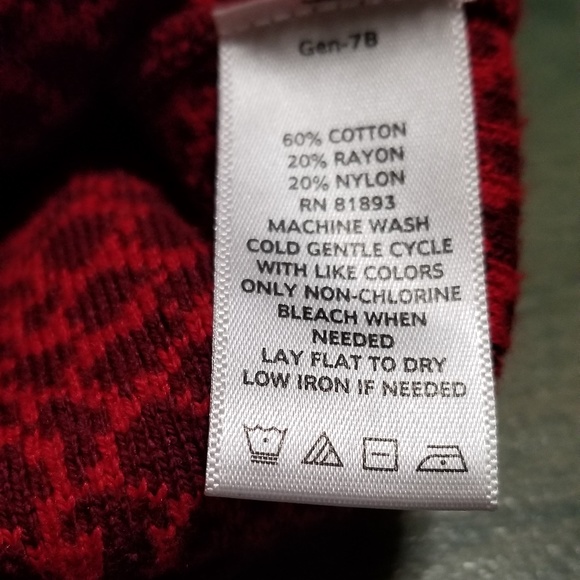 Gen-7B
60% COTTON
20% RAYON
20% NYLON
RN 81893
MACHINE WASH
COLD GENTLE CYCLE
WITH LIKE COLORS
ONLY NON-CHLORINE
BLEACH WHEN
NEEDED
LAY FLAT TO DRY
LOW IRON IF NEEDED